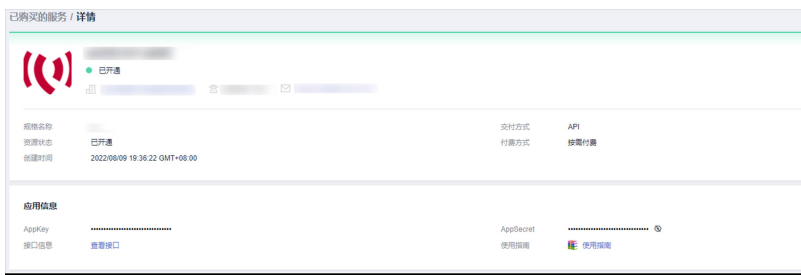 已购买的服务 / 详情
已开通
规格名称
交付方式 API
资源状态 已开通 付费方式 按需付费
创建时间 2022/08/09 19:36:22 GMT+08:00
应用信息
AppKey •••••••••••••••••••••••••••••••• AppSecret ••••••••••••••••••••••••••••••••
接口信息 查看接口 使用指南 使用指南